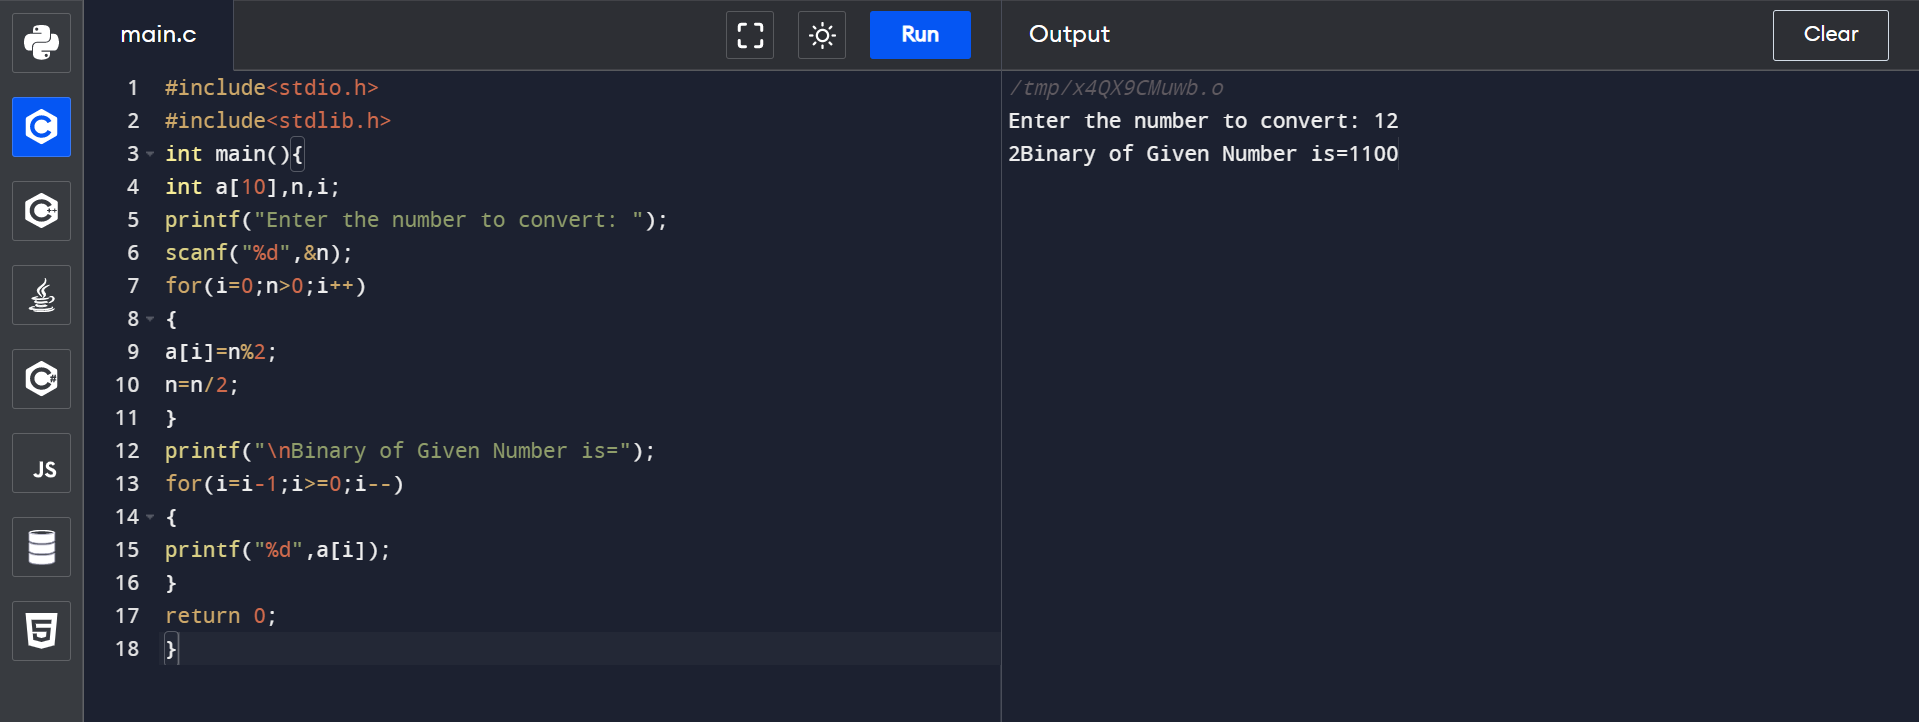 main.c
Run
1 #include<stdio.h>
2 #include<stdlib.h>
3 int main(){
4 int a[10],n,i;
5 printf("Enter the number to convert: ");
6 scanf("%d",&n);
7 for(i=0;n>0;i++)
8 {
9 a[i]=n%2;
10 n=n/2;
11 }
12 printf("\nBinary of Given Number is=");
13 for(i=i-1;i>=0;i--)
14 {
15 printf("%d",a[i]);
16 }
17 return 0;
18 }
Output
Clear
/tmp/x4QX9CMuwb.o
Enter the number to convert: 12
2Binary of Given Number is=1100
C
C++
C#
JS
5